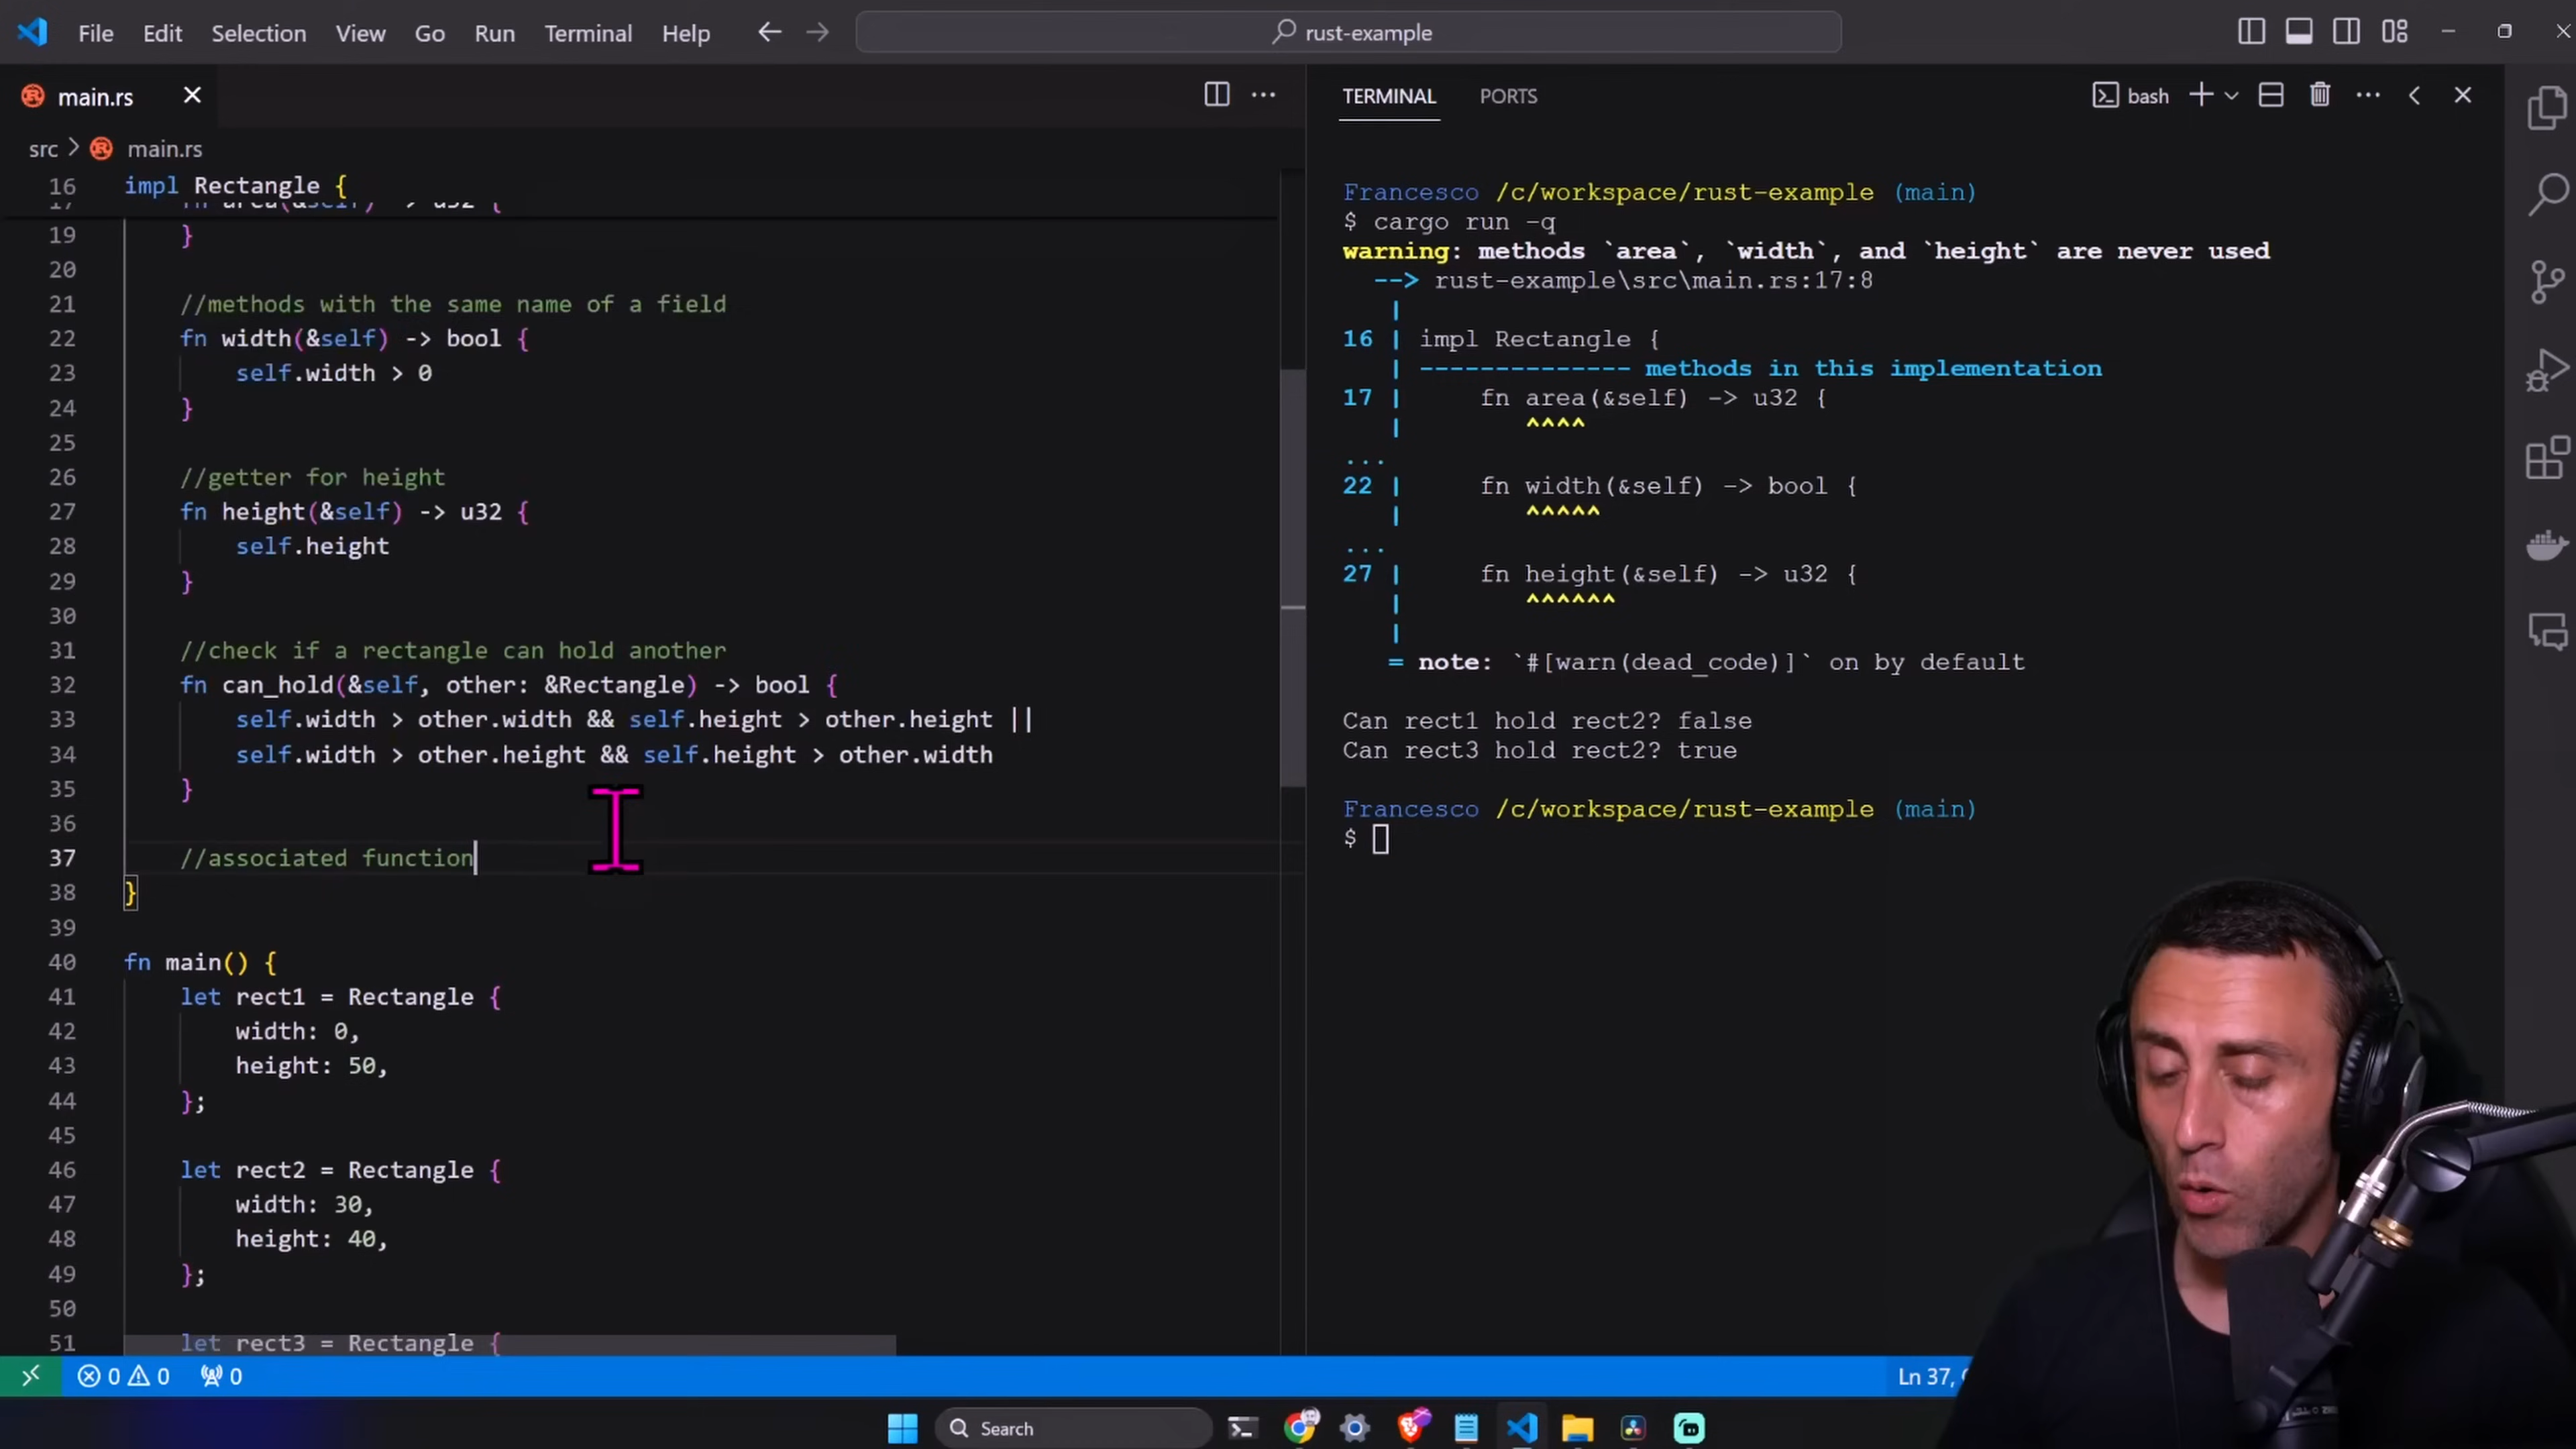 File Edit Selection View Go Run Terminal Help
rust-example
main.rs
src > main.rs
16 impl Rectangle {
17 fn area(&self) -> u32 {
19 }
20
21 //methods with the same name of a field
22 fn width(&self) -> bool {
23 self.width > 0
24 }
25
26 //getter for height
27 fn height(&self) -> u32 {
28 self.height
29 }
30
31 //check if a rectangle can hold another
32 fn can_hold(&self, other: &Rectangle) -> bool {
33 self.width > other.width && self.height > other.height ||
34 self.width > other.height && self.height > other.width
35 }
36
37 //associated function
38 }
39
40 fn main() {
41 let rect1 = Rectangle {
42 width: 0,
43 height: 50,
44 };
45
46 let rect2 = Rectangle {
47 width: 30,
48 height: 40,
49 };
50
51 let rect3 = Rectangle {
TERMINAL PORTS
bash
Francesco /c/workspace/rust-example (main)
$ cargo run -q
warning: methods `area`, `width`, and `height` are never used
--> rust-example\src\main.rs:17:8
|
16 | impl Rectangle {
| -------------- methods in this implementation
17 | fn area(&self) -> u32 {
| ^^^^
...
22 | fn width(&self) -> bool {
| ^^^^^
...
27 | fn height(&self) -> u32 {
| ^^^^^^
|
= note: `#[warn(dead_code)]` on by default
Can rect1 hold rect2? false
Can rect3 hold rect2? true
Francesco /c/workspace/rust-example (main)
$
0 0 0
Ln 37,
Search